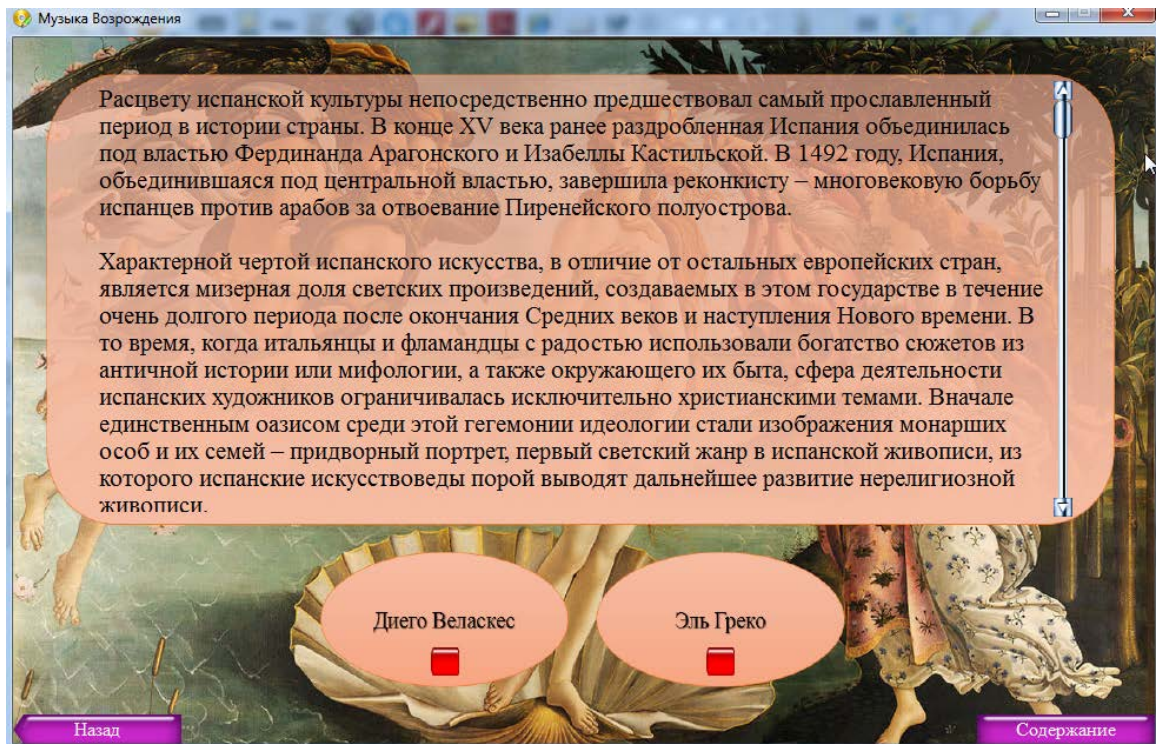 Музыка Возрождения
Расцвету испанской культуры непосредственно предшествовал самый прославленный
период в истории страны. В конце XV века ранее раздробленная Испания объединилась
под властью Фердинанда Арагонского и Изабеллы Кастильской. В 1492 году, Испания,
объединившаяся под центральной властью, завершила реконкисту – многовековую борьбу
испанцев против арабов за отвоевание Пиренейского полуострова.
Характерной чертой испанского искусства, в отличие от остальных европейских стран,
является мизерная доля светских произведений, создаваемых в этом государстве в течение
очень долгого периода после окончания Средних веков и наступления Нового времени. В
то время, когда итальянцы и фламандцы с радостью использовали богатство сюжетов из
античной истории или мифологии, а также окружающего их быта, сфера деятельности
испанских художников ограничивалась исключительно христианскими темами. Вначале
единственным оазисом среди этой гегемонии идеологии стали изображения монарших
особ и их семей – придворный портрет, первый светский жанр в испанской живописи, из
которого испанские искусствоведы порой выводят дальнейшее развитие нерелигиозной
живописи.
Диего Веласкес
Эль Греко
Назад
Содержание